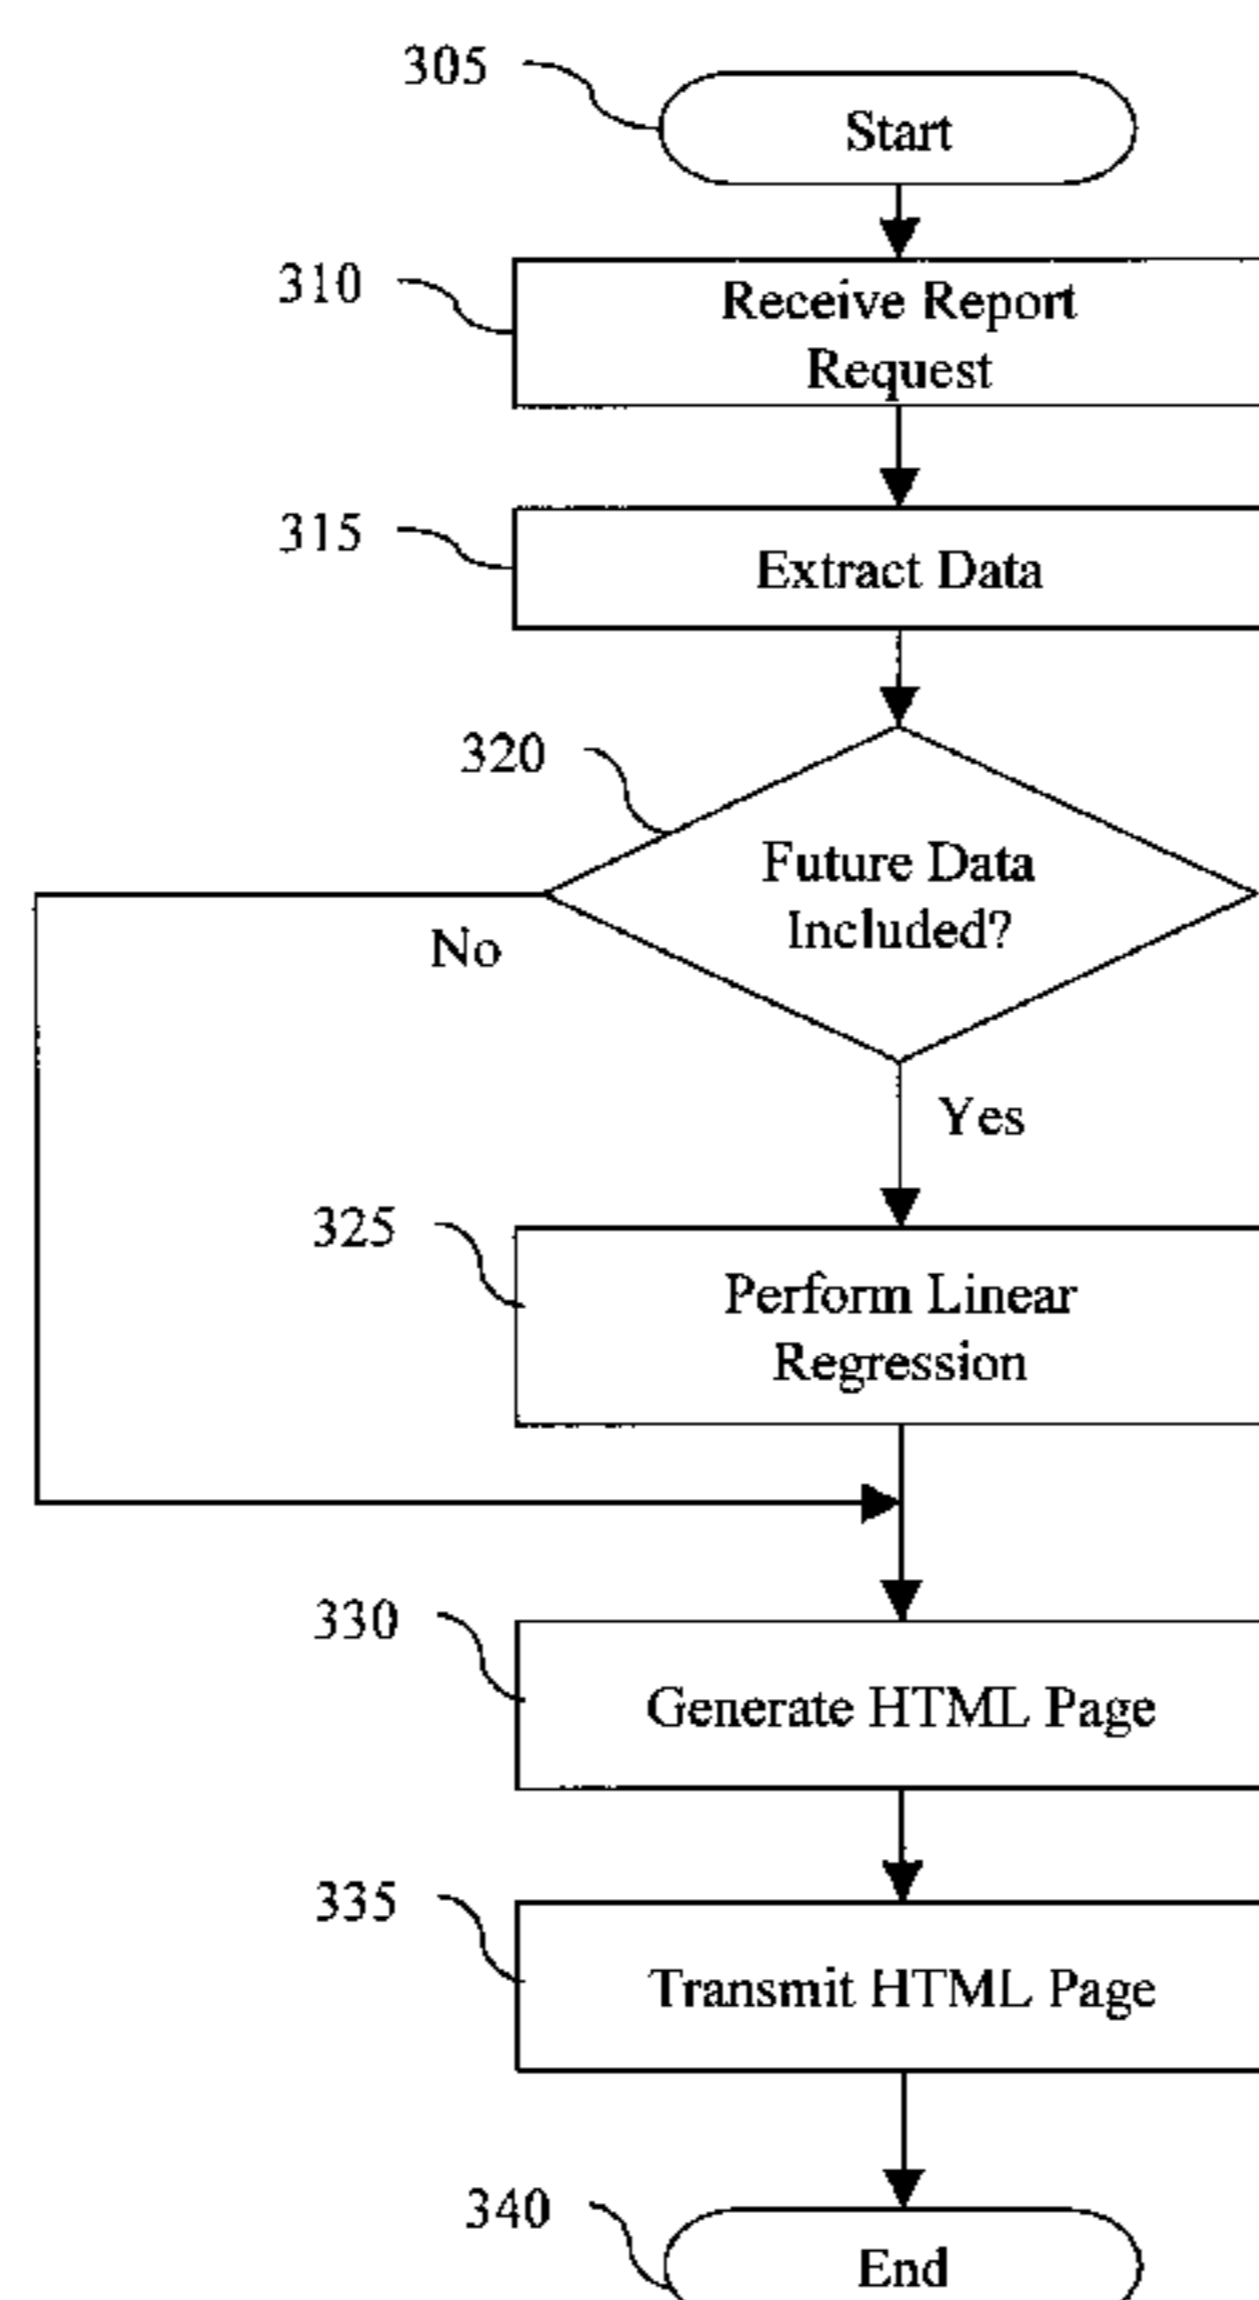 305
Start
310
Receive Report
Request
315
Extract Data
320
Future Data
Included?
No
Yes
325
Perform Linear
Regression
330
Generate HTML Page
335
Transmit HTML Page
340
End